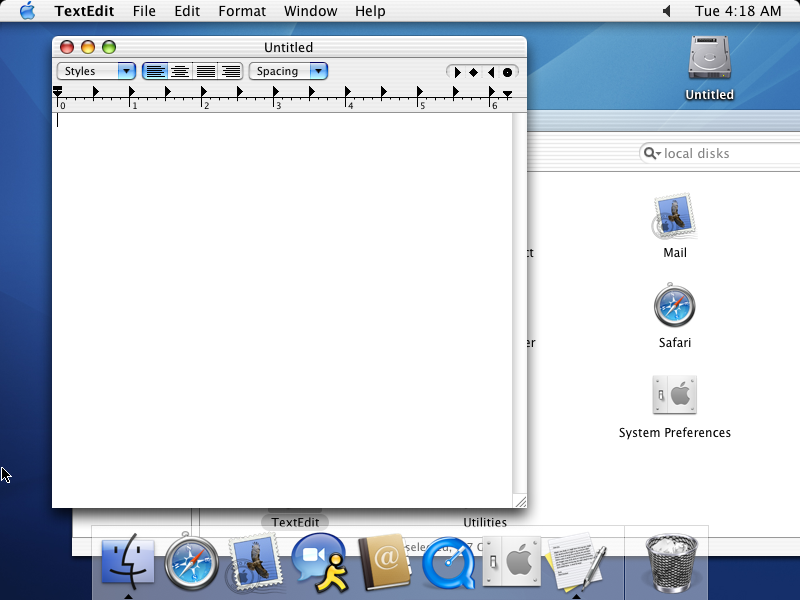 TextEdit File Edit Format Window Help Tue 4:18 AM
Untitled
Styles Spacing
0 1 2 3 4 5 6
Untitled
local disks
Mail
Safari
System Preferences
TextEdit Utilities